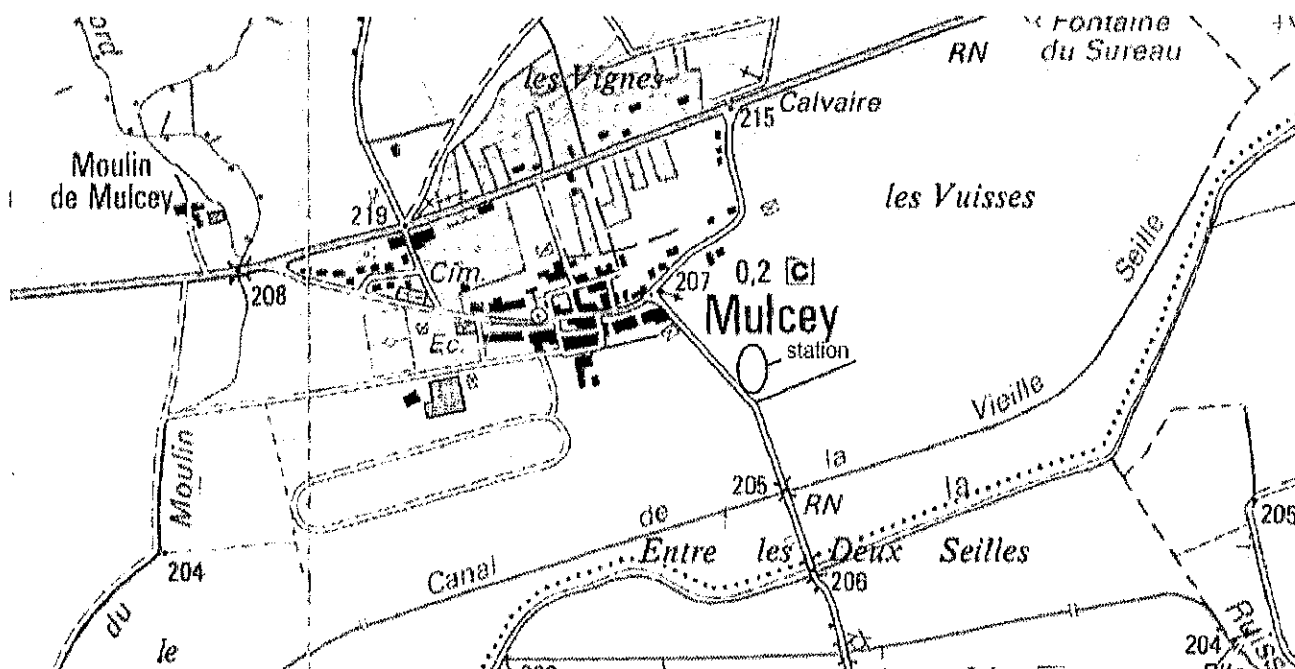 Fontaine
du Sureau
RN
les Vignes
215
Calvaire
Moulin
de Mulcey
les Vuisses
219
Cim.
207
0,2 C
208
Mulcey
Seille
Ec.
station
Vieille
la
Moulin
205
RN
de
la
205
Entre les Deux Seilles
Canal
204
206
du
le
204